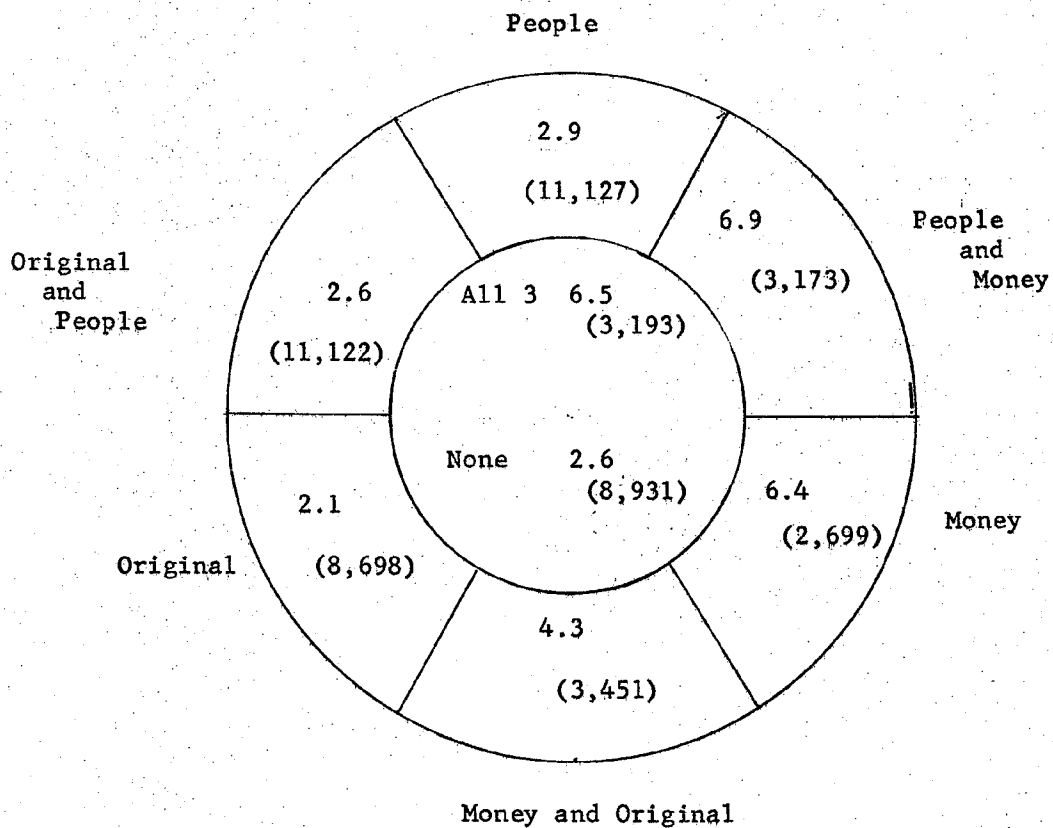 People
2.9
(11,127)
6.9
(3,173)
People
and
Money
Original
and
People
2.6
(11,122)
All 3 6.5
(3,193)
None 2.6
(8,931)
6.4
(2,699)
Money
2.1
(8,698)
Original
4.3
(3,451)
Money and Original